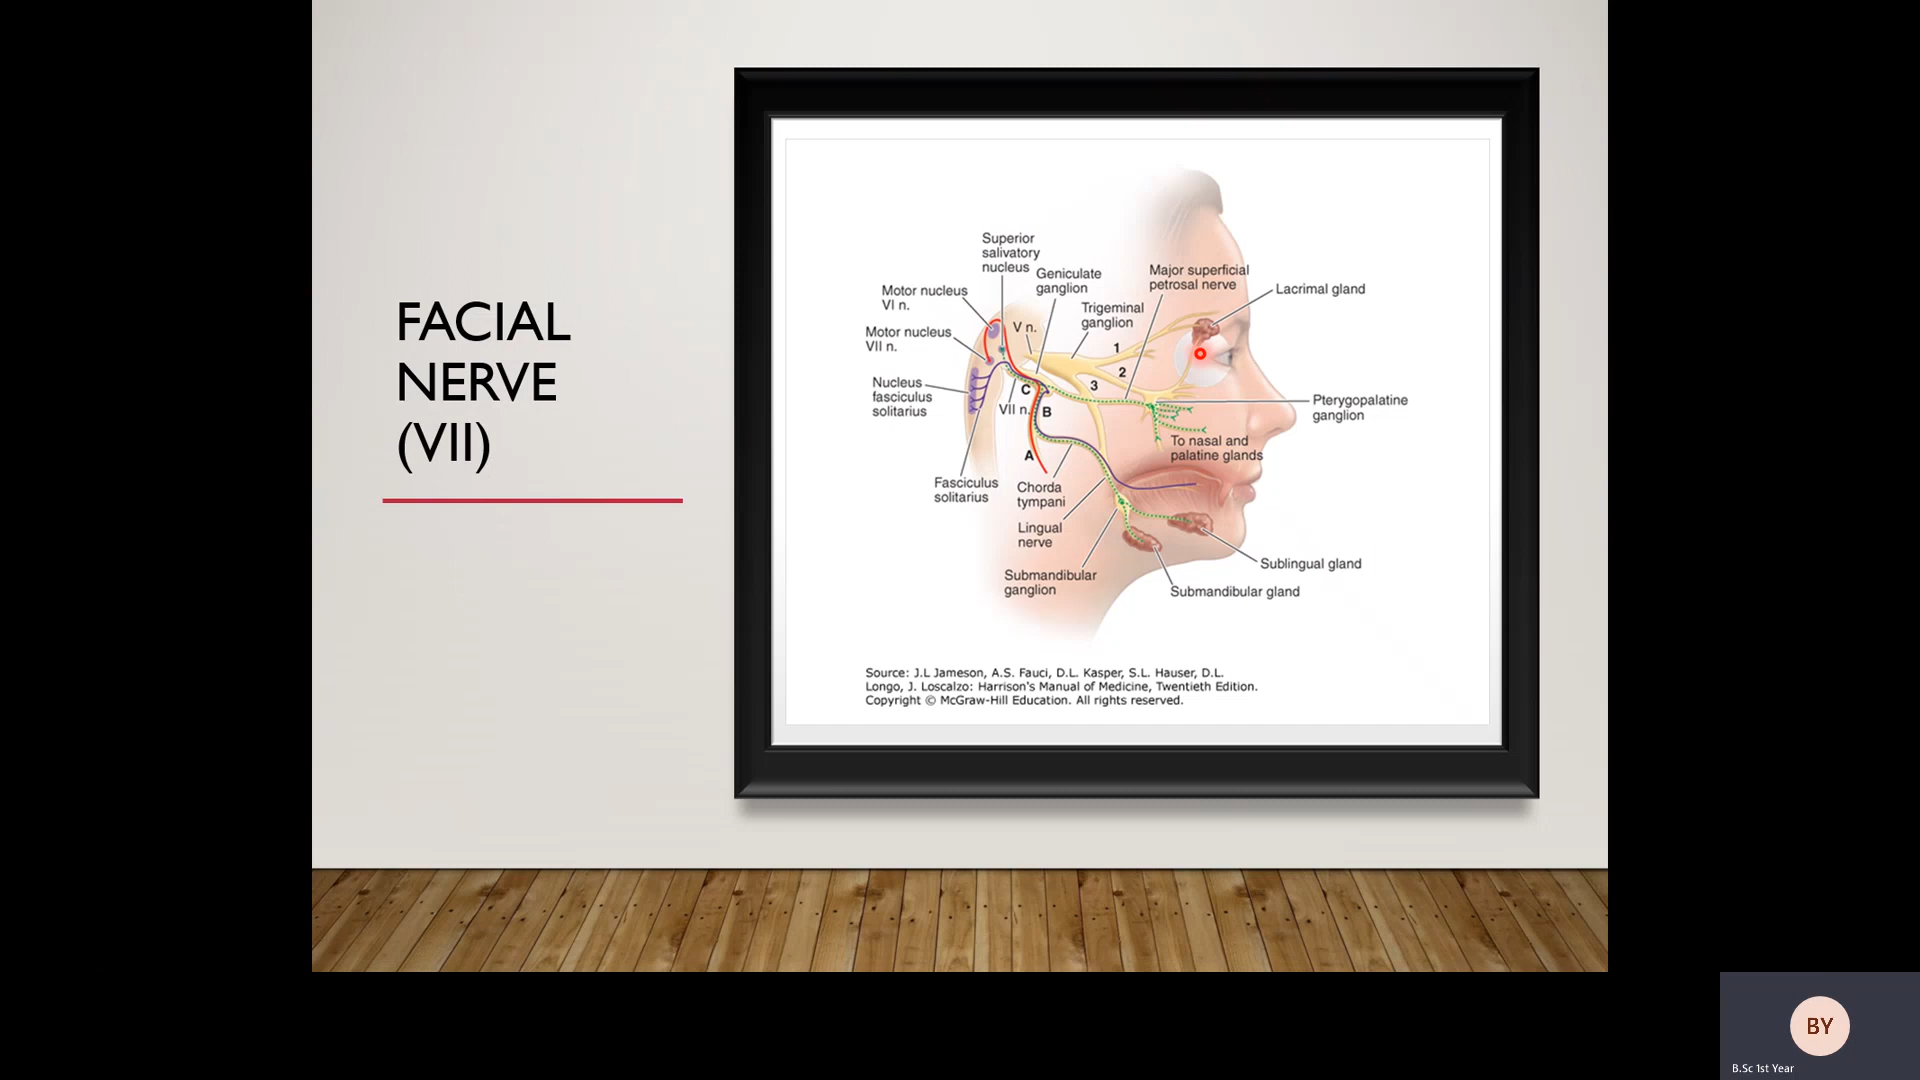 FACIAL
NERVE
(VII)
Superior
salivatory
nucleus
Geniculate
ganglion
Major superficial
petrosal nerve
Lacrimal gland
Motor nucleus
VI n.
Trigeminal
ganglion
Motor nucleus
VII n.
V n.
1
2
3
Nucleus
fasciculus
solitarius
C
VII n.
B
Pterygopalatine
ganglion
To nasal and
palatine glands
A
Fasciculus
solitarius
Chorda
tympani
Lingual
nerve
Submandibular
ganglion
Sublingual gland
Submandibular gland
Source: J.L Jameson, A.S. Fauci, D.L. Kasper, S.L. Hauser, D.L.
Longo, J. Loscalzo: Harrison's Manual of Medicine, Twentieth Edition.
Copyright © McGraw-Hill Education. All rights reserved.
BY
B.Sc 1st Year